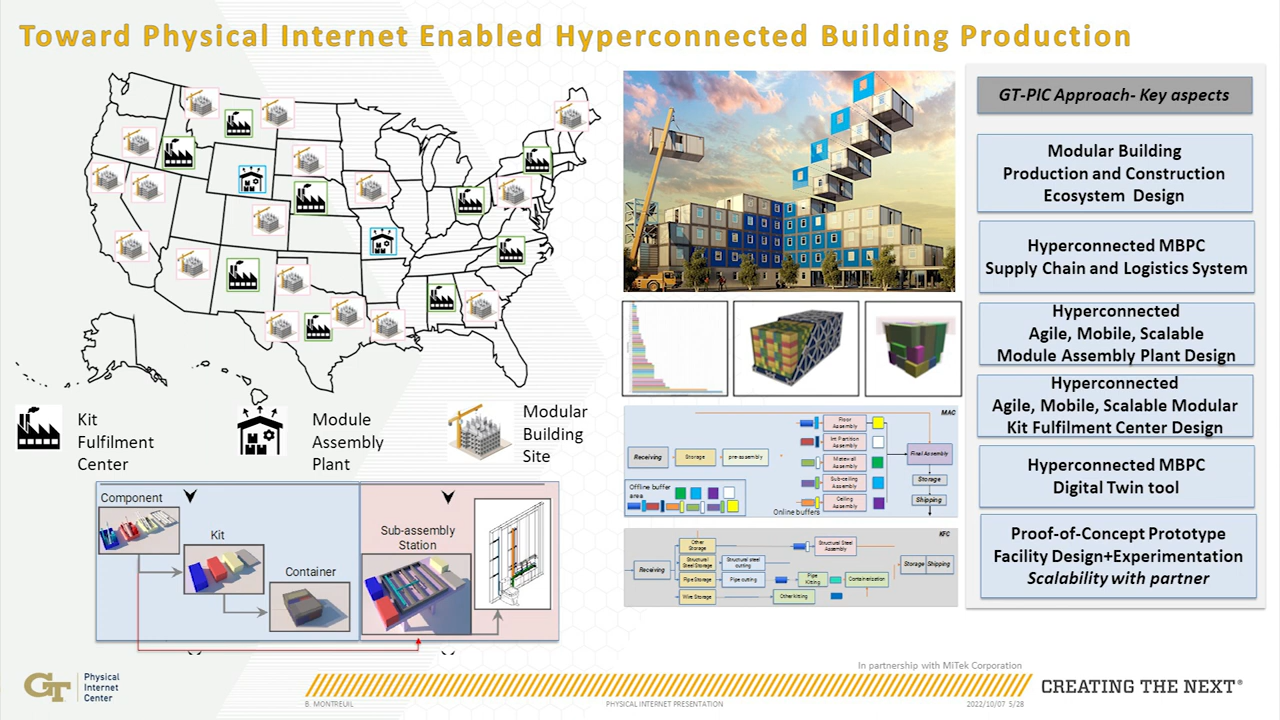 Toward Physical Internet Enabled Hyperconnected Building Production
Kit
Fulfilment
Center
Module
Assembly
Plant
Modular
Building
Site
Component
Kit
Container
Sub-assembly
Station
MAC
Receiving
Storage
pre-assembly
Floor
Assembly
Int Partition
Assembly
Matewall
Assembly
Sub-ceiling
Assembly
Ceiling
Assembly
Final Assembly
Storage
Shipping
Offline buffer
area
Online buffers
KFC
Receiving
Other
Storage
Structural
Steel Storage
Pipe Storage
Wire Storage
Structural steel
cutting
Pipe cutting
Structural Steel
Assembly
Pipe
Kitting
Other kitting
Containerization
Storage
Shipping
GT-PIC Approach- Key aspects
Modular Building
Production and Construction
Ecosystem Design
Hyperconnected MBPC
Supply Chain and Logistics System
Hyperconnected
Agile, Mobile, Scalable
Module Assembly Plant Design
Hyperconnected
Agile, Mobile, Scalable Modular
Kit Fulfilment Center Design
Hyperconnected MBPC
Digital Twin tool
Proof-of-Concept Prototype
Facility Design+Experimentation
Scalability with partner
In partnership with MiTek Corporation
GT
Physical
Internet
Center
CREATING THE NEXT®
B. MONTREUIL
PHYSICAL INTERNET PRESENTATION
2022/10/07 5/28